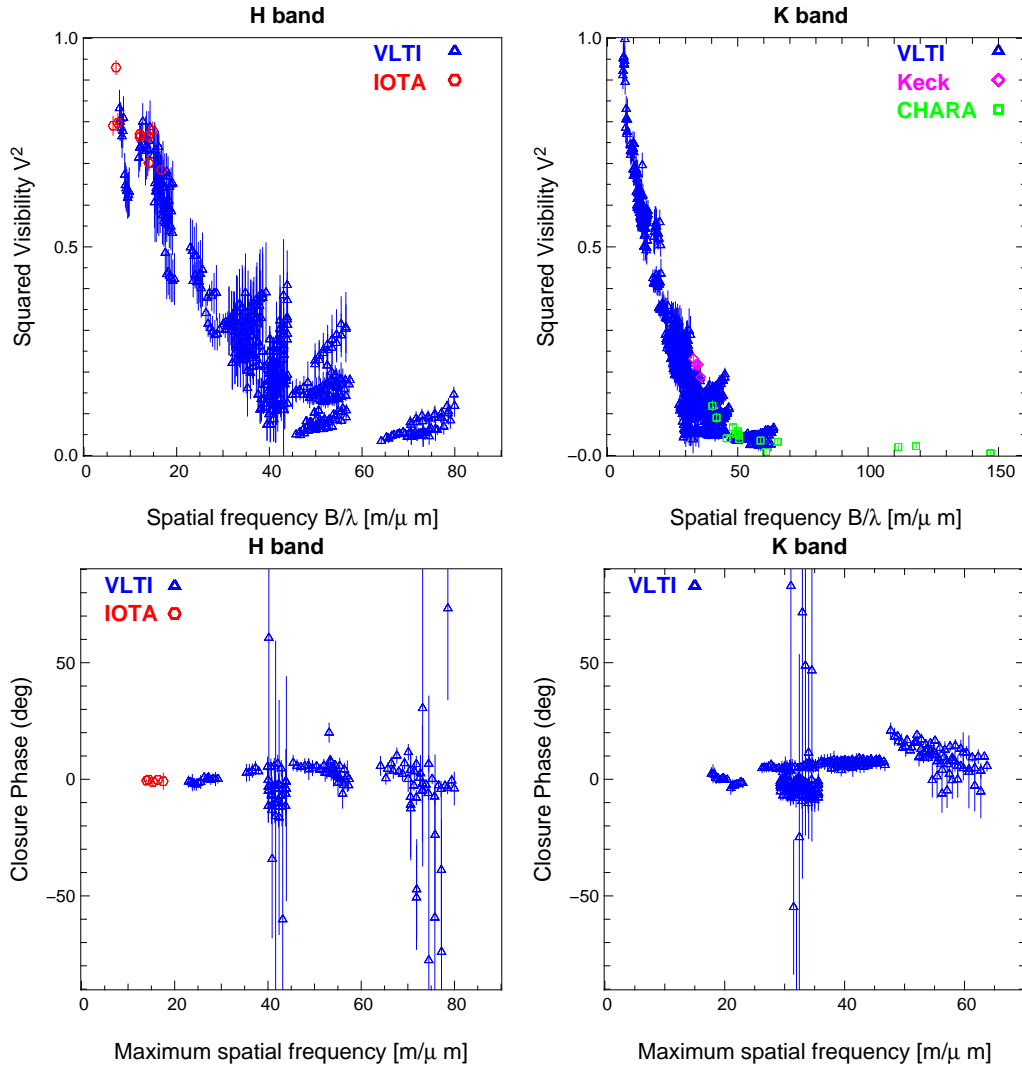 H band
K band
VLTI
IOTA
VLTI
Keck
CHARA
1.0
0.5
0.0
1.0
0.5
−0.0
0 20 40 60 80
0 50 100 150
Squared Visibility V²
Squared Visibility V²
Spatial frequency B/λ [m/μ m]
Spatial frequency B/λ [m/μ m]
H band
K band
VLTI
IOTA
VLTI
50
0
−50
50
0
−50
0 20 40 60 80
0 20 40 60
Closure Phase (deg)
Closure Phase (deg)
Maximum spatial frequency [m/μ m]
Maximum spatial frequency [m/μ m]